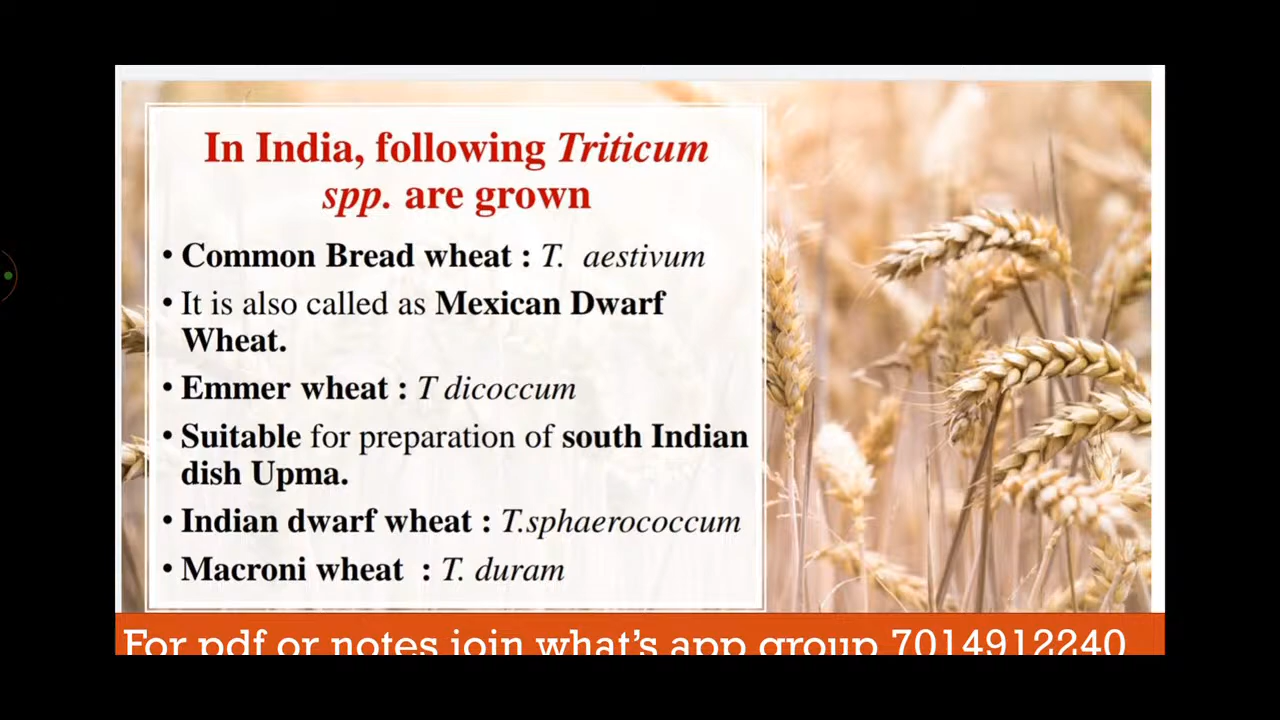 In India, following Triticum
spp. are grown
• Common Bread wheat : T. aestivum
• It is also called as Mexican Dwarf
Wheat.
• Emmer wheat : T dicoccum
• Suitable for preparation of south Indian
dish Upma.
• Indian dwarf wheat : T.sphaerococcum
• Macroni wheat : T. duram
For pdf or notes join what's app group 7014912240